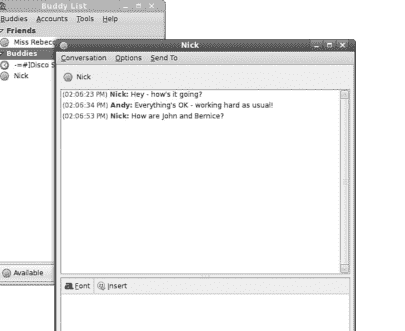 Buddy List
Buddies Accounts Tools Help
Friends
Miss Rebecc
Buddies
-=#]Disco S
Nick
Available
Nick
Conversation Options Send To
Nick
(02:06:23 PM) Nick: Hey - how's it going?
(02:06:34 PM) Andy: Everything's OK - working hard as usual!
(02:06:53 PM) Nick: How are John and Bernice?
Font Insert